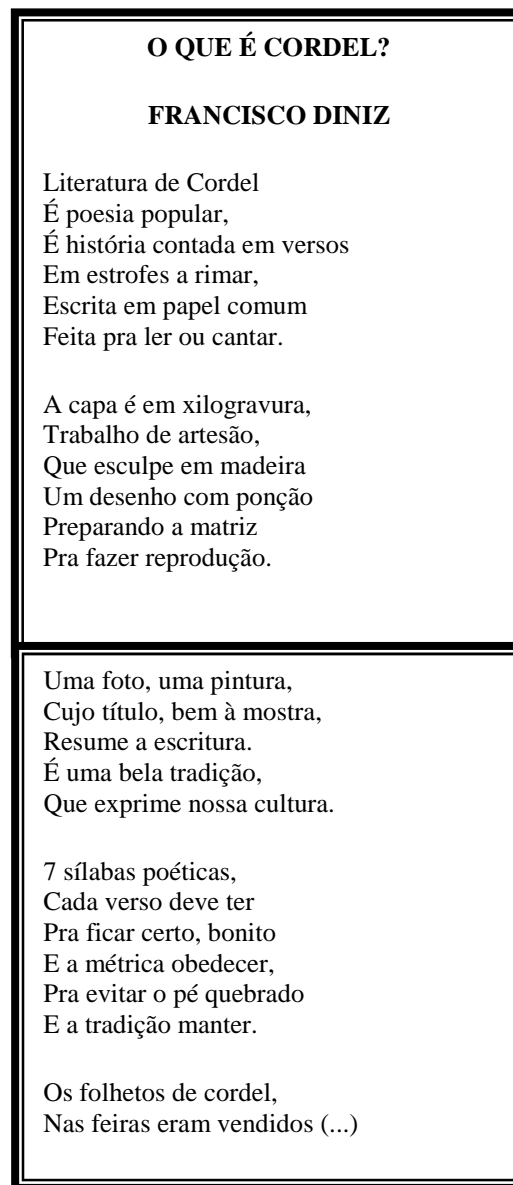 O QUE É CORDEL?
FRANCISCO DINIZ
Literatura de Cordel
É poesia popular,
É história contada em versos
Em estrofes a rimar,
Escrita em papel comum
Feita pra ler ou cantar.
A capa é em xilogravura,
Trabalho de artesão,
Que esculpe em madeira
Um desenho com ponção
Preparando a matriz
Pra fazer reprodução.
Uma foto, uma pintura,
Cujo título, bem à mostra,
Resume a escritura.
É uma bela tradição,
Que exprime nossa cultura.
7 sílabas poéticas,
Cada verso deve ter
Pra ficar certo, bonito
E a métrica obedecer,
Pra evitar o pé quebrado
E a tradição manter.
Os folhetos de cordel,
Nas feiras eram vendidos (...)